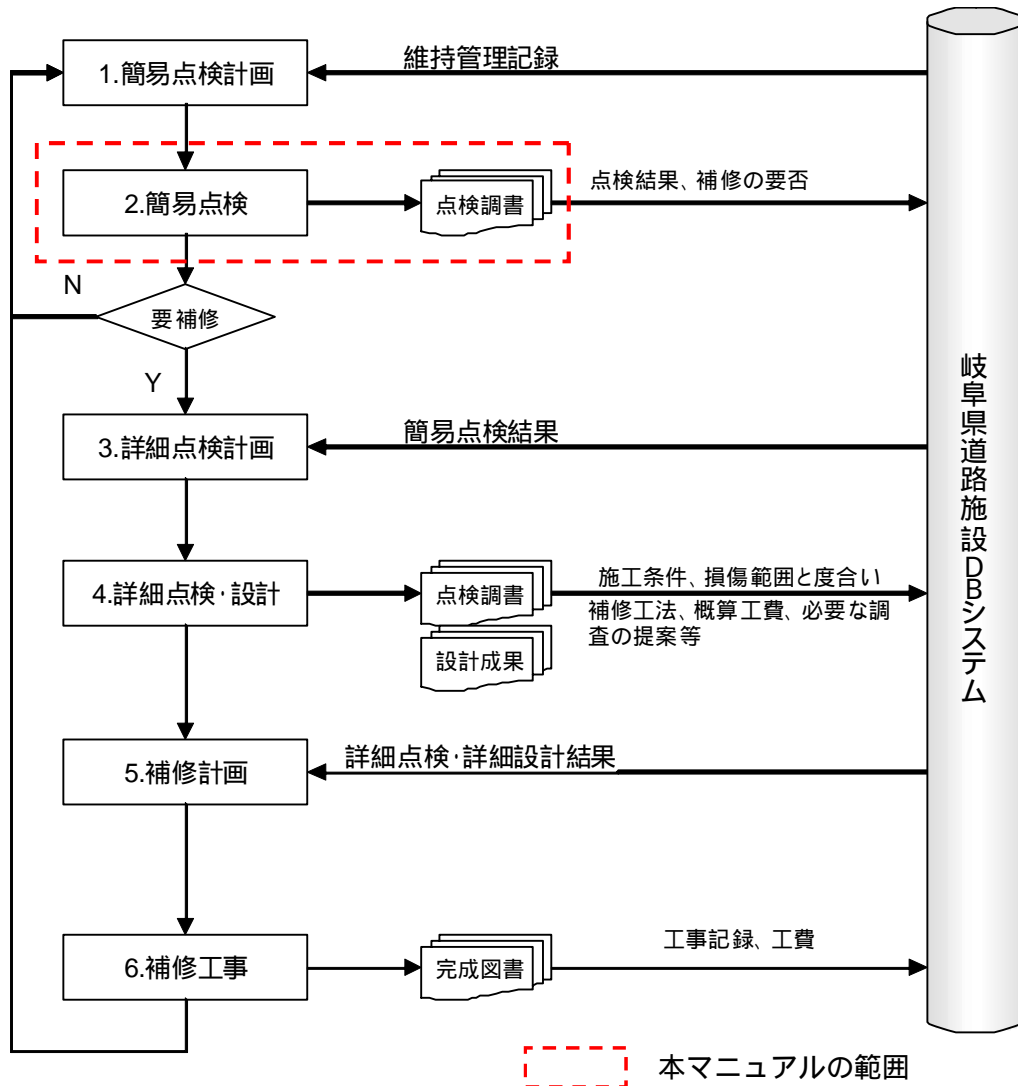 1.簡易点検計画
維持管理記録
2.簡易点検
点検調書
点検結果、補修の要否
N
要補修
Y
3.詳細点検計画
簡易点検結果
4.詳細点検・設計
点検調書
設計成果
施工条件、損傷範囲と度合い
補修工法、概算工費、必要な調
査の提案等
5.補修計画
詳細点検・詳細設計結果
6.補修工事
完成図書
工事記録、工費
岐阜県道路施設DBシステム
本マニュアルの範囲